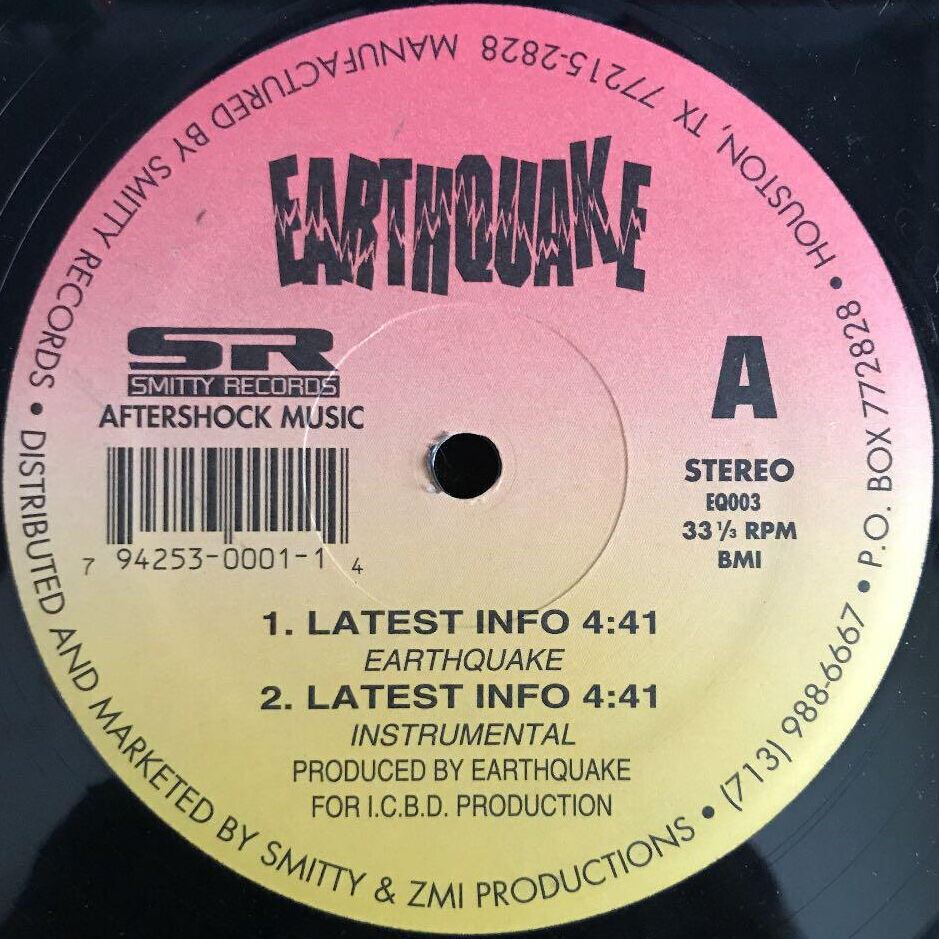 EARTHQUAKE
SR
SMITTY RECORDS
AFTERSHOCK MUSIC
7 94253-0001-1 4
A
STEREO
EQ003
33 ⅓ RPM
BMI
1. LATEST INFO 4:41
EARTHQUAKE
2. LATEST INFO 4:41
INSTRUMENTAL
PRODUCED BY EARTHQUAKE
FOR I.C.B.D. PRODUCTION
MANUFACTURED BY SMITTY RECORDS • DISTRIBUTED AND MARKETED BY SMITTY & ZMI PRODUCTIONS • (713) 988-6667 • P.O. BOX 772828 • HOUSTON, TX 77215-2828